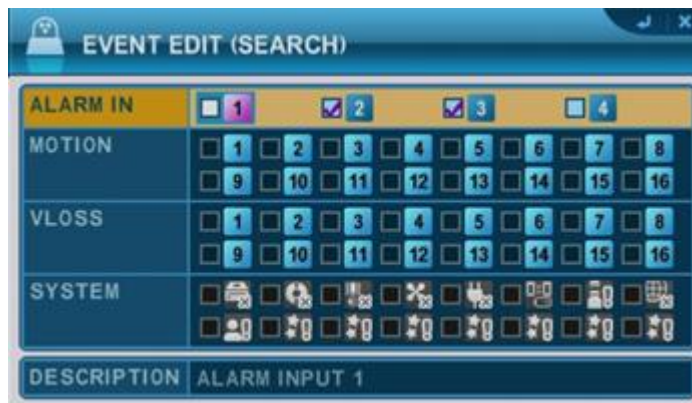 EVENT EDIT (SEARCH)
ALARM IN 1 2 3 4
MOTION 1 2 3 4 5 6 7 8
9 10 11 12 13 14 15 16
VLOSS 1 2 3 4 5 6 7 8
9 10 11 12 13 14 15 16
SYSTEM
DESCRIPTION ALARM INPUT 1